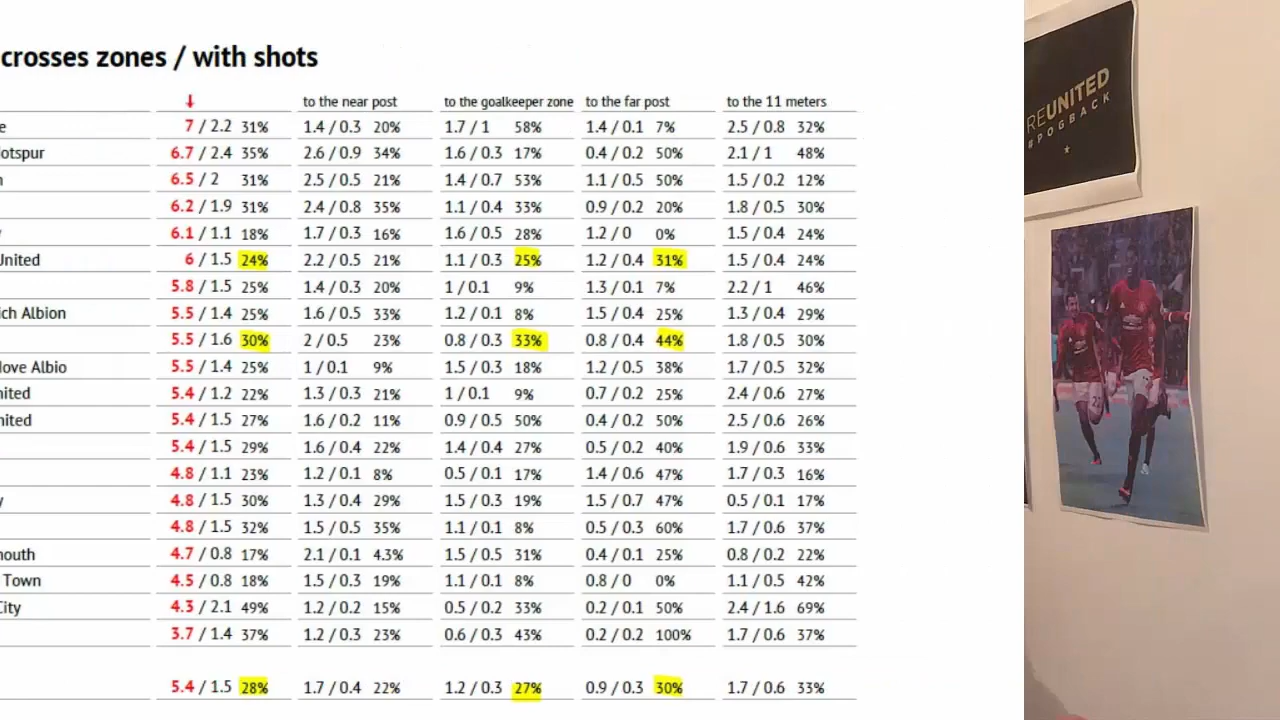 crosses zones / with shots
to the near post to the goalkeeper zone to the far post to the 11 meters
e 7 / 2.2 31% 1.4 / 0.3 20% 1.7 / 1 58% 1.4 / 0.1 7% 2.5 / 0.8 32%
otspur 6.7 / 2.4 35% 2.6 / 0.9 34% 1.6 / 0.3 17% 0.4 / 0.2 50% 2.1 / 1 48%
n 6.5 / 2 31% 2.5 / 0.5 21% 1.4 / 0.7 53% 1.1 / 0.5 50% 1.5 / 0.2 12%
6.2 / 1.9 31% 2.4 / 0.8 35% 1.1 / 0.4 33% 0.9 / 0.2 20% 1.8 / 0.5 30%
6.1 / 1.1 18% 1.7 / 0.3 16% 1.6 / 0.5 28% 1.2 / 0 0% 1.5 / 0.4 24%
United 6 / 1.5 24% 2.2 / 0.5 21% 1.1 / 0.3 25% 1.2 / 0.4 31% 1.5 / 0.4 24%
5.8 / 1.5 25% 1.4 / 0.3 20% 1 / 0.1 9% 1.3 / 0.1 7% 2.2 / 1 46%
ich Albion 5.5 / 1.4 25% 1.6 / 0.5 33% 1.2 / 0.1 8% 1.5 / 0.4 25% 1.3 / 0.4 29%
5.5 / 1.6 30% 2 / 0.5 23% 0.8 / 0.3 33% 0.8 / 0.4 44% 1.8 / 0.5 30%
Hove Albio 5.5 / 1.4 25% 1 / 0.1 9% 1.5 / 0.3 18% 1.2 / 0.5 38% 1.7 / 0.5 32%
nited 5.4 / 1.2 22% 1.3 / 0.3 21% 1 / 0.1 9% 0.7 / 0.2 25% 2.4 / 0.6 27%
nited 5.4 / 1.5 27% 1.6 / 0.2 11% 0.9 / 0.5 50% 0.4 / 0.2 50% 2.5 / 0.6 26%
5.4 / 1.5 29% 1.6 / 0.4 22% 1.4 / 0.4 27% 0.5 / 0.2 40% 1.9 / 0.6 33%
4.8 / 1.1 23% 1.2 / 0.1 8% 0.5 / 0.1 17% 1.4 / 0.6 47% 1.7 / 0.3 16%
y 4.8 / 1.5 30% 1.3 / 0.4 29% 1.5 / 0.3 19% 1.5 / 0.7 47% 0.5 / 0.1 17%
4.8 / 1.5 32% 1.5 / 0.5 35% 1.1 / 0.1 8% 0.5 / 0.3 60% 1.7 / 0.6 37%
mouth 4.7 / 0.8 17% 2.1 / 0.1 4.3% 1.5 / 0.5 31% 0.4 / 0.1 25% 0.8 / 0.2 22%
Town 4.5 / 0.8 18% 1.5 / 0.3 19% 1.1 / 0.1 8% 0.8 / 0 0% 1.1 / 0.5 42%
City 4.3 / 2.1 49% 1.2 / 0.2 15% 0.5 / 0.2 33% 0.2 / 0.1 50% 2.4 / 1.6 69%
3.7 / 1.4 37% 1.2 / 0.3 23% 0.6 / 0.3 43% 0.2 / 0.2 100% 1.7 / 0.6 37%
5.4 / 1.5 28% 1.7 / 0.4 22% 1.2 / 0.3 27% 0.9 / 0.3 30% 1.7 / 0.6 33%
REUNITED
#POGBACK